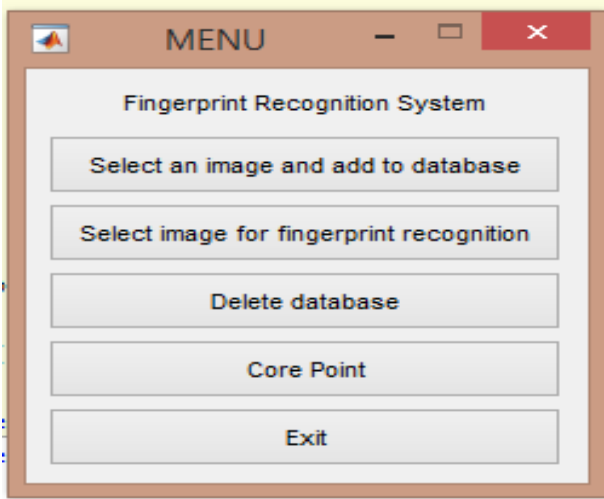 MENU
Fingerprint Recognition System
Select an image and add to database
Select image for fingerprint recognition
Delete database
Core Point
Exit